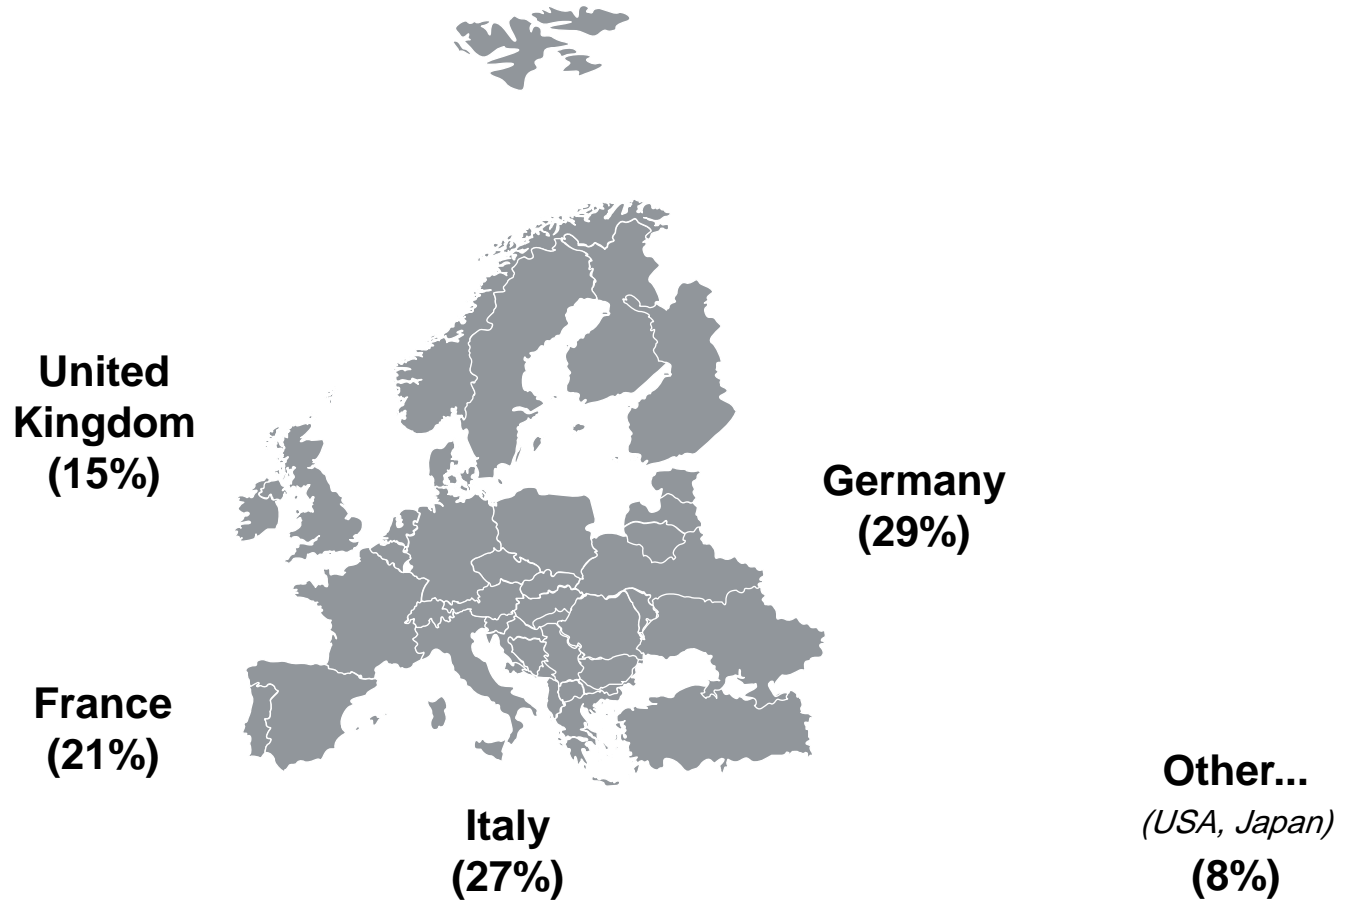 United
Kingdom
(15%)
Germany
(29%)
France
(21%)
Italy
(27%)
Other...
(USA, Japan)
(8%)